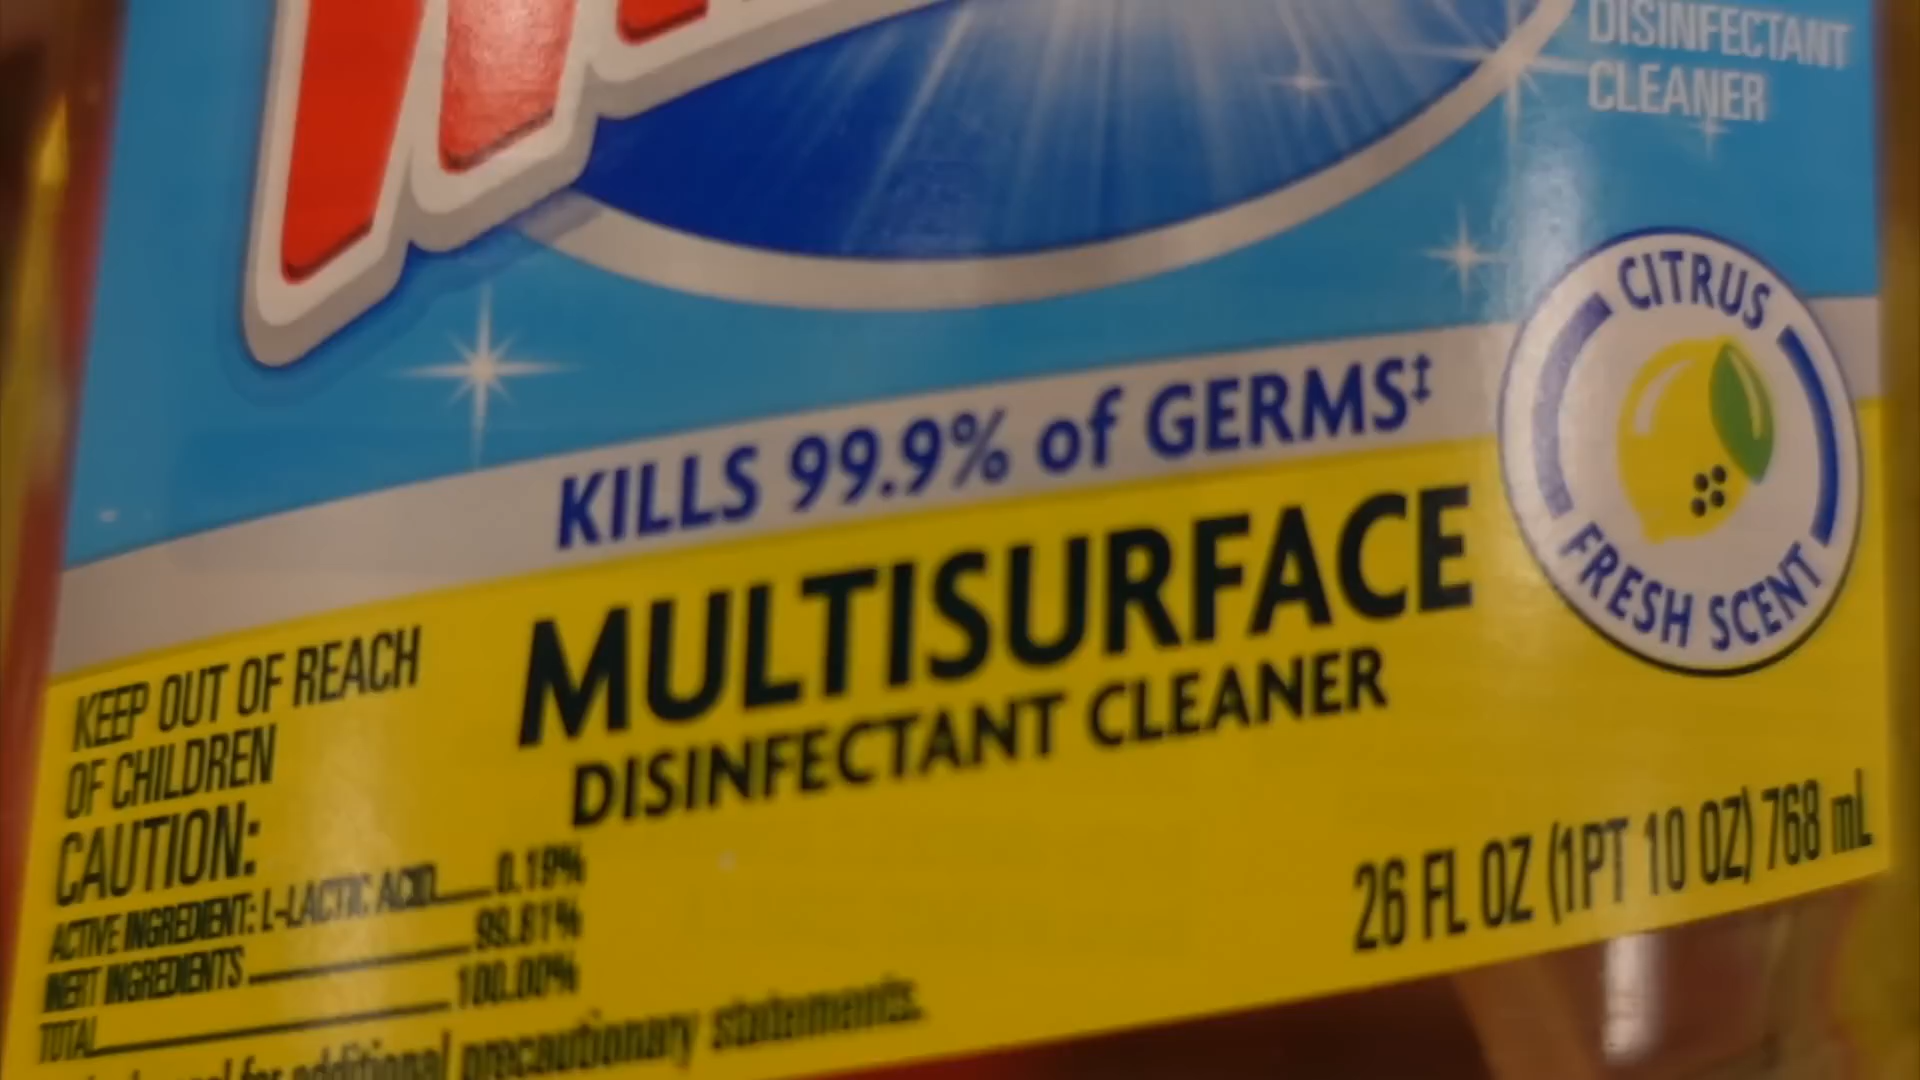 DISINFECTANT
CLEANER
CITRUS
FRESH SCENT
KILLS 99.9% of GERMS‡
MULTISURFACE
DISINFECTANT CLEANER
KEEP OUT OF REACH
OF CHILDREN
CAUTION:
ACTIVE INGREDIENT: L-LACTIC ACID.....0.19%
INERT INGREDIENTS.....99.81%
TOTAL.....100.00%
for additional precautionary statements.
26 FL OZ (1PT 10 OZ) 768 mL